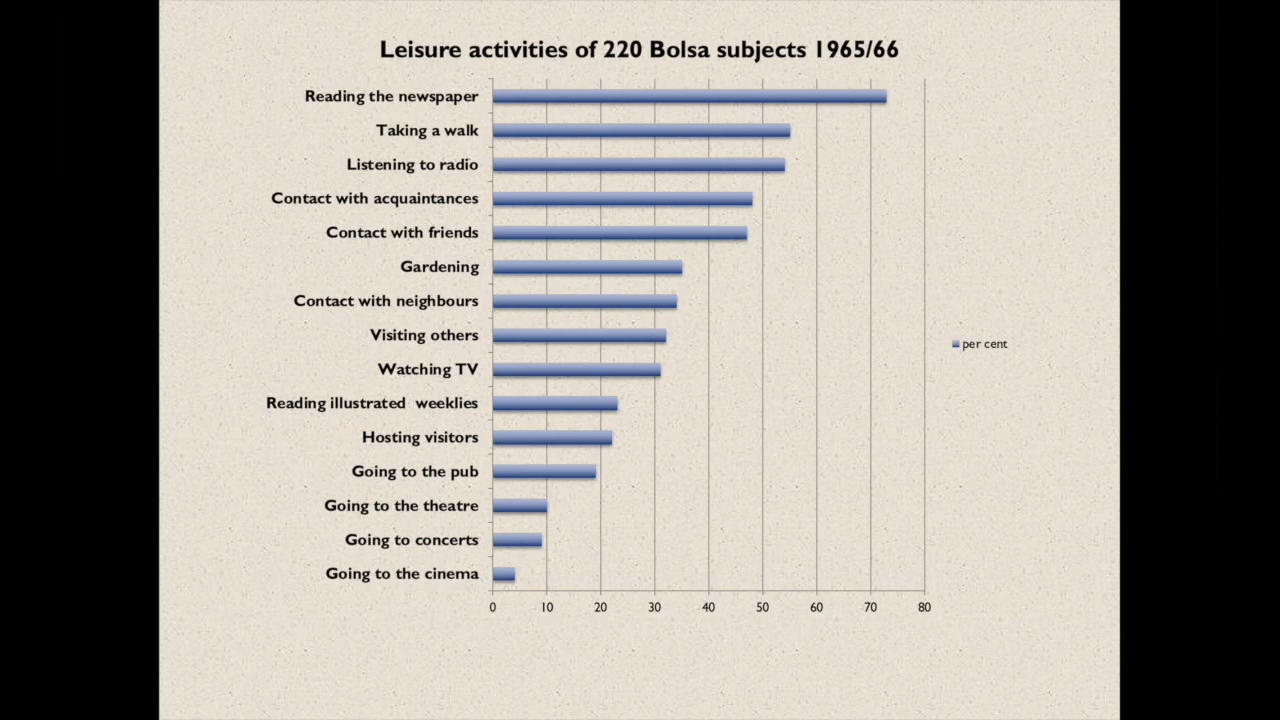 Leisure activities of 220 Bolsa subjects 1965/66
Reading the newspaper
Taking a walk
Listening to radio
Contact with acquaintances
Contact with friends
Gardening
Contact with neighbours
Visiting others
per cent
Watching TV
Reading illustrated weeklies
Hosting visitors
Going to the pub
Going to the theatre
Going to concerts
Going to the cinema
0 10 20 30 40 50 60 70 80